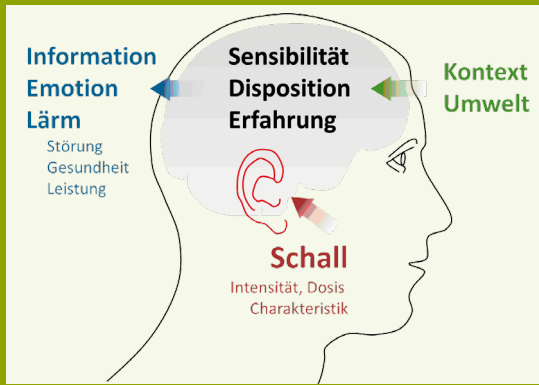 Information
Emotion
Lärm
Störung
Gesundheit
Leistung
Sensibilität
Disposition
Erfahrung
Kontext
Umwelt
Schall
Intensität, Dosis
Charakteristik